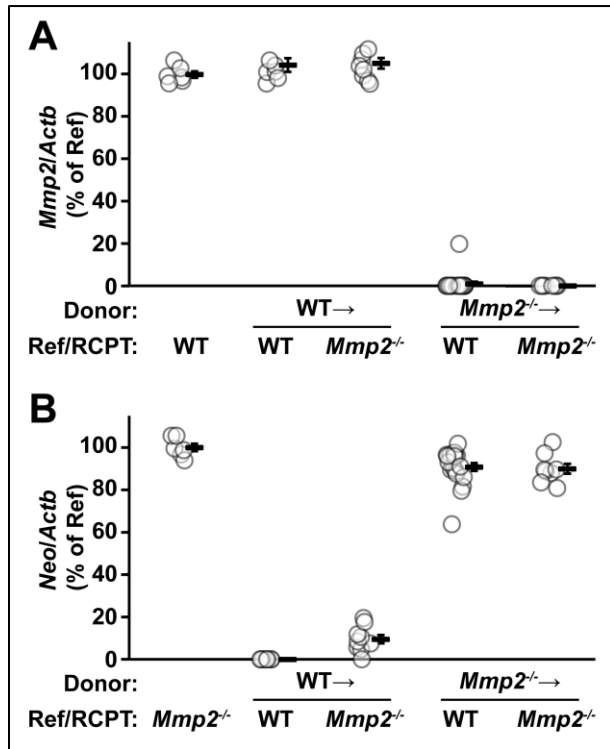 A
Mmp2/Actb
(% of Ref)
100
80
60
40
20
0
Donor: WT→ Mmp2-/-→
Ref/RCPT: WT WT Mmp2-/- WT Mmp2-/-
B
Neo/Actb
(% of Ref)
100
80
60
40
20
0
Donor: WT→ Mmp2-/-→
Ref/RCPT: Mmp2-/- WT Mmp2-/- WT Mmp2-/-